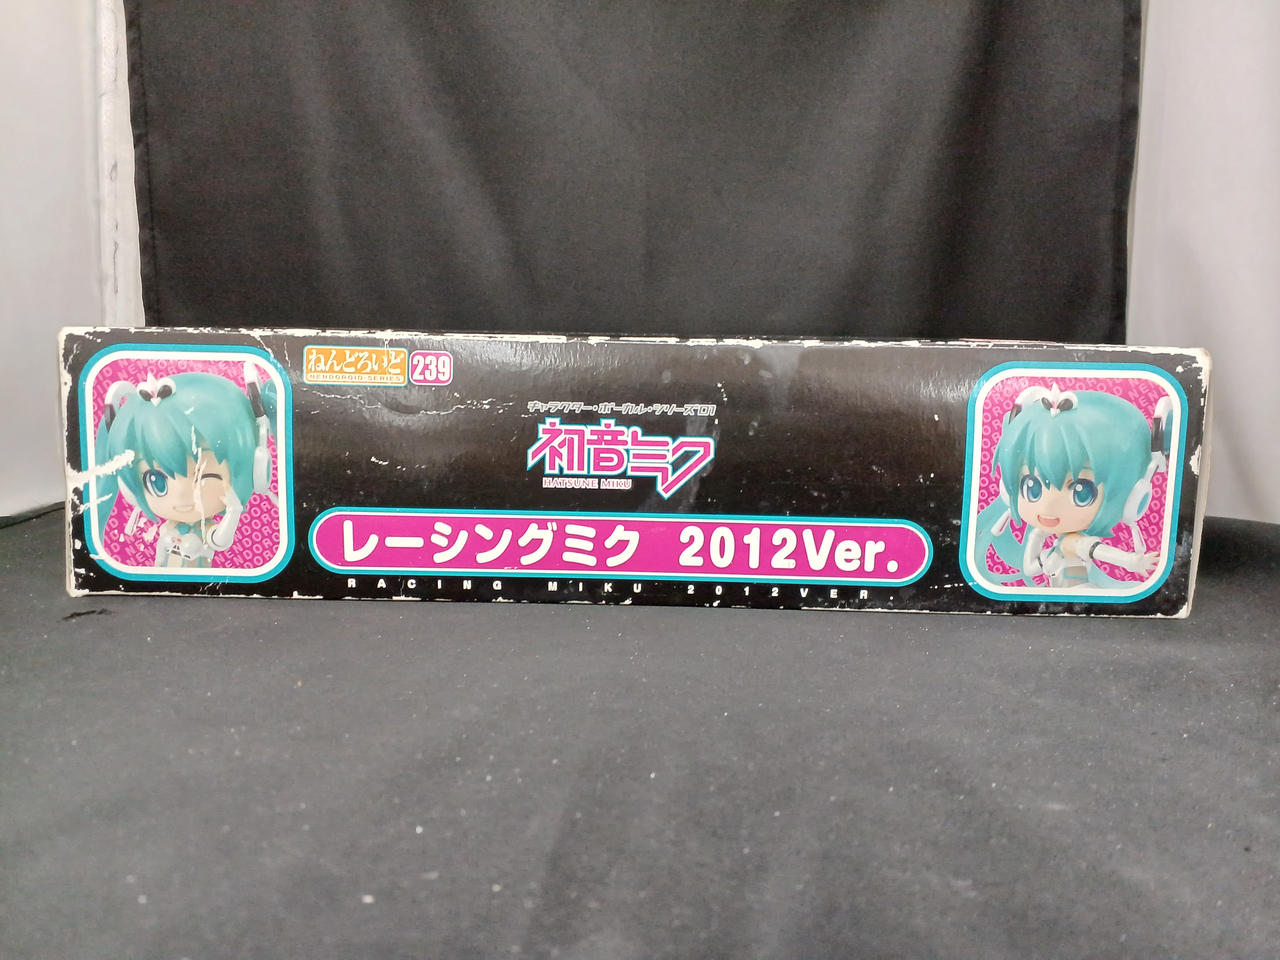 ねんどろいど
NENDOROID SERIES
239
キャラクター・ボーカル・シリーズ01
初音ミク
HATSUNE MIKU
レーシングミク 2012Ver.
RACING MIKU 2012VER.